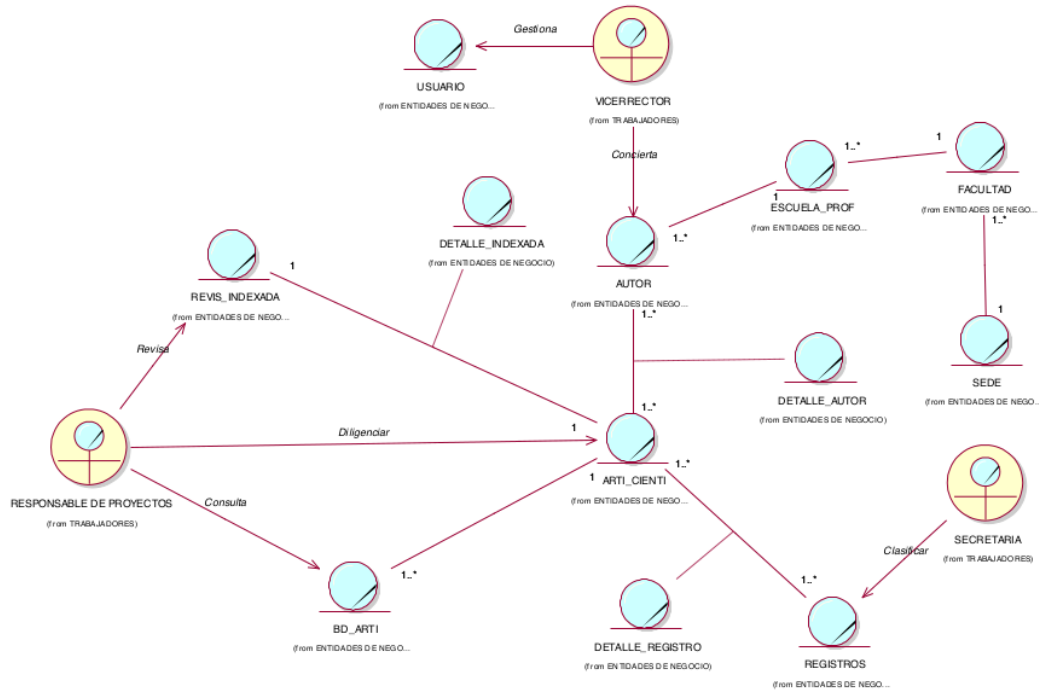 Gestiona
USUARIO
(from ENTIDADES DE NEGO...
VICERRECTOR
(from TRABAJADORES)
Concierta
1..*
1
FACULTAD
(from ENTIDADES DE NEGO...
1..*
1
ESCUELA_PROF
(from ENTIDADES DE NEGO...
DETALLE_INDEXADA
(from ENTIDADES DE NEGOCIO)
1..*
AUTOR
(from ENTIDADES DE NEGO...
1..*
1
REVIS_INDEXADA
(from ENTIDADES DE NEGO...
1
SEDE
(from ENTIDADES DE NEGO...
Revisa
DETALLE_AUTOR
(from ENTIDADES DE NEGOCIO)
1..*
1
Diligenciar
ARTI_CIENTI
(from ENTIDADES DE NEGO...
1
1..*
RESPONSABLE DE PROYECTOS
(from TRABAJADORES)
Consulta
SECRETARIA
(from TRABAJADORES)
Clasificar
1..*
1..*
BD_ARTI
(from ENTIDADES DE NEGO...
DETALLE_REGISTRO
(from ENTIDADES DE NEGOCIO)
REGISTROS
(from ENTIDADES DE NEGO...